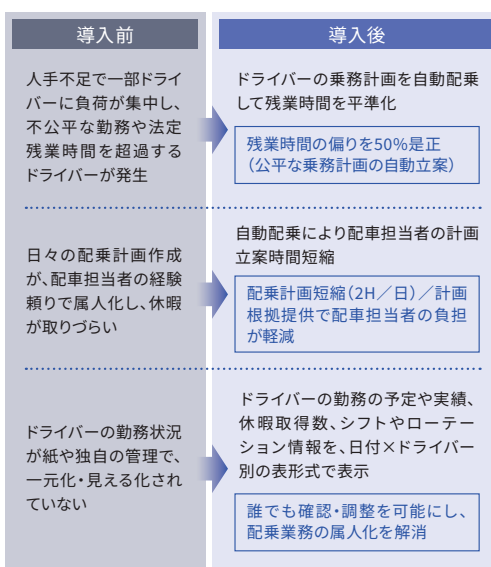 導入前
導入後
人手不足で一部ドライ
バーに負荷が集中し、
不公平な勤務や法定
残業時間を超過する
ドライバーが発生
ドライバーの乗務計画を自動配乗
して残業時間を平準化
残業時間の偏りを50%是正
（公平な乗務計画の自動立案）
日々の配乗計画作成
が、配車担当者の経験
頼りで属人化し、休暇
が取りづらい
自動配乗により配車担当者の計画
立案時間短縮
配乗計画短縮（2H／日）／計画
根拠提供で配車担当者の負担
が軽減
ドライバーの勤務状況
が紙や独自の管理で、
一元化・見える化され
ていない
ドライバーの勤務の予定や実績、
休暇取得数、シフトやローテー
ション情報を、日付×ドライバー
別の表形式で表示
誰でも確認・調整を可能にし、
配乗業務の属人化を解消